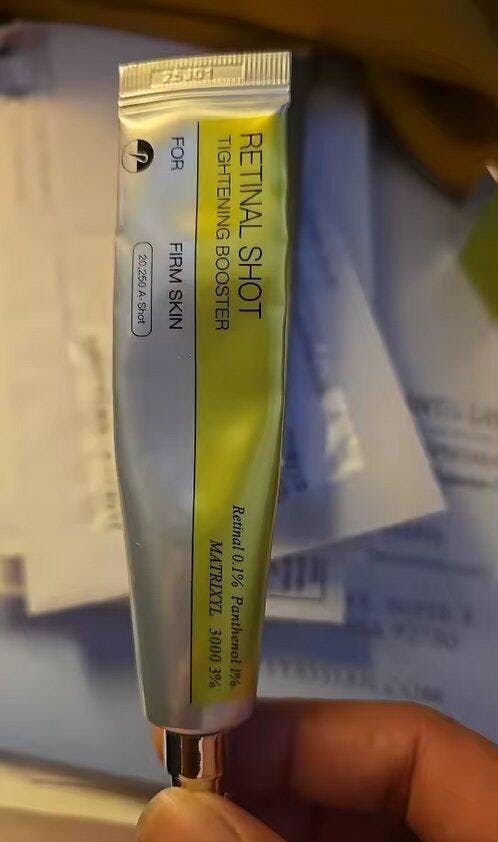 25J01
RETINAL SHOT
TIGHTENING BOOSTER
FOR FIRM SKIN
20,250 A-Shot
Retinal 0.1% Panthenol 1%
MATRIXYL 3000 3%